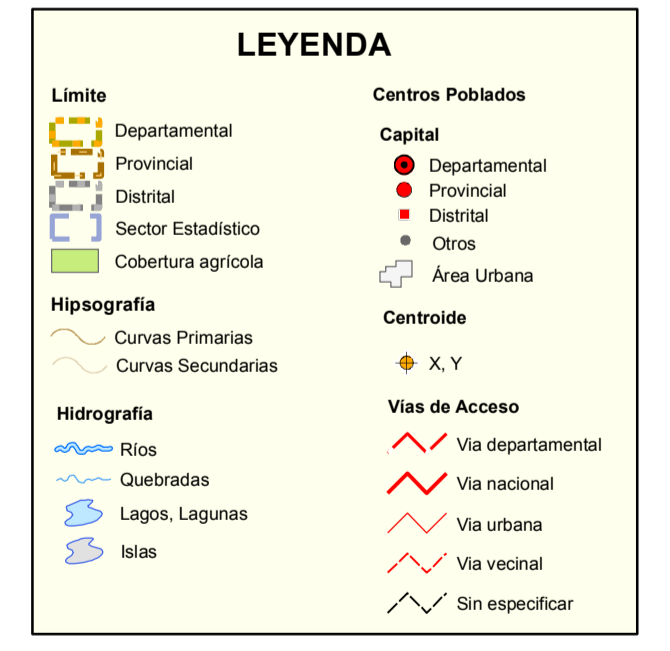 LEYENDA
Límite
Departamental
Provincial
Distrital
Sector Estadístico
Cobertura agrícola
Hipsografía
Curvas Primarias
Curvas Secundarias
Hidrografía
Ríos
Quebradas
Lagos, Lagunas
Islas
Centros Poblados
Capital
Departamental
Provincial
Distrital
Otros
Área Urbana
Centroide
X, Y
Vías de Acceso
Via departamental
Via nacional
Via urbana
Via vecinal
Sin especificar